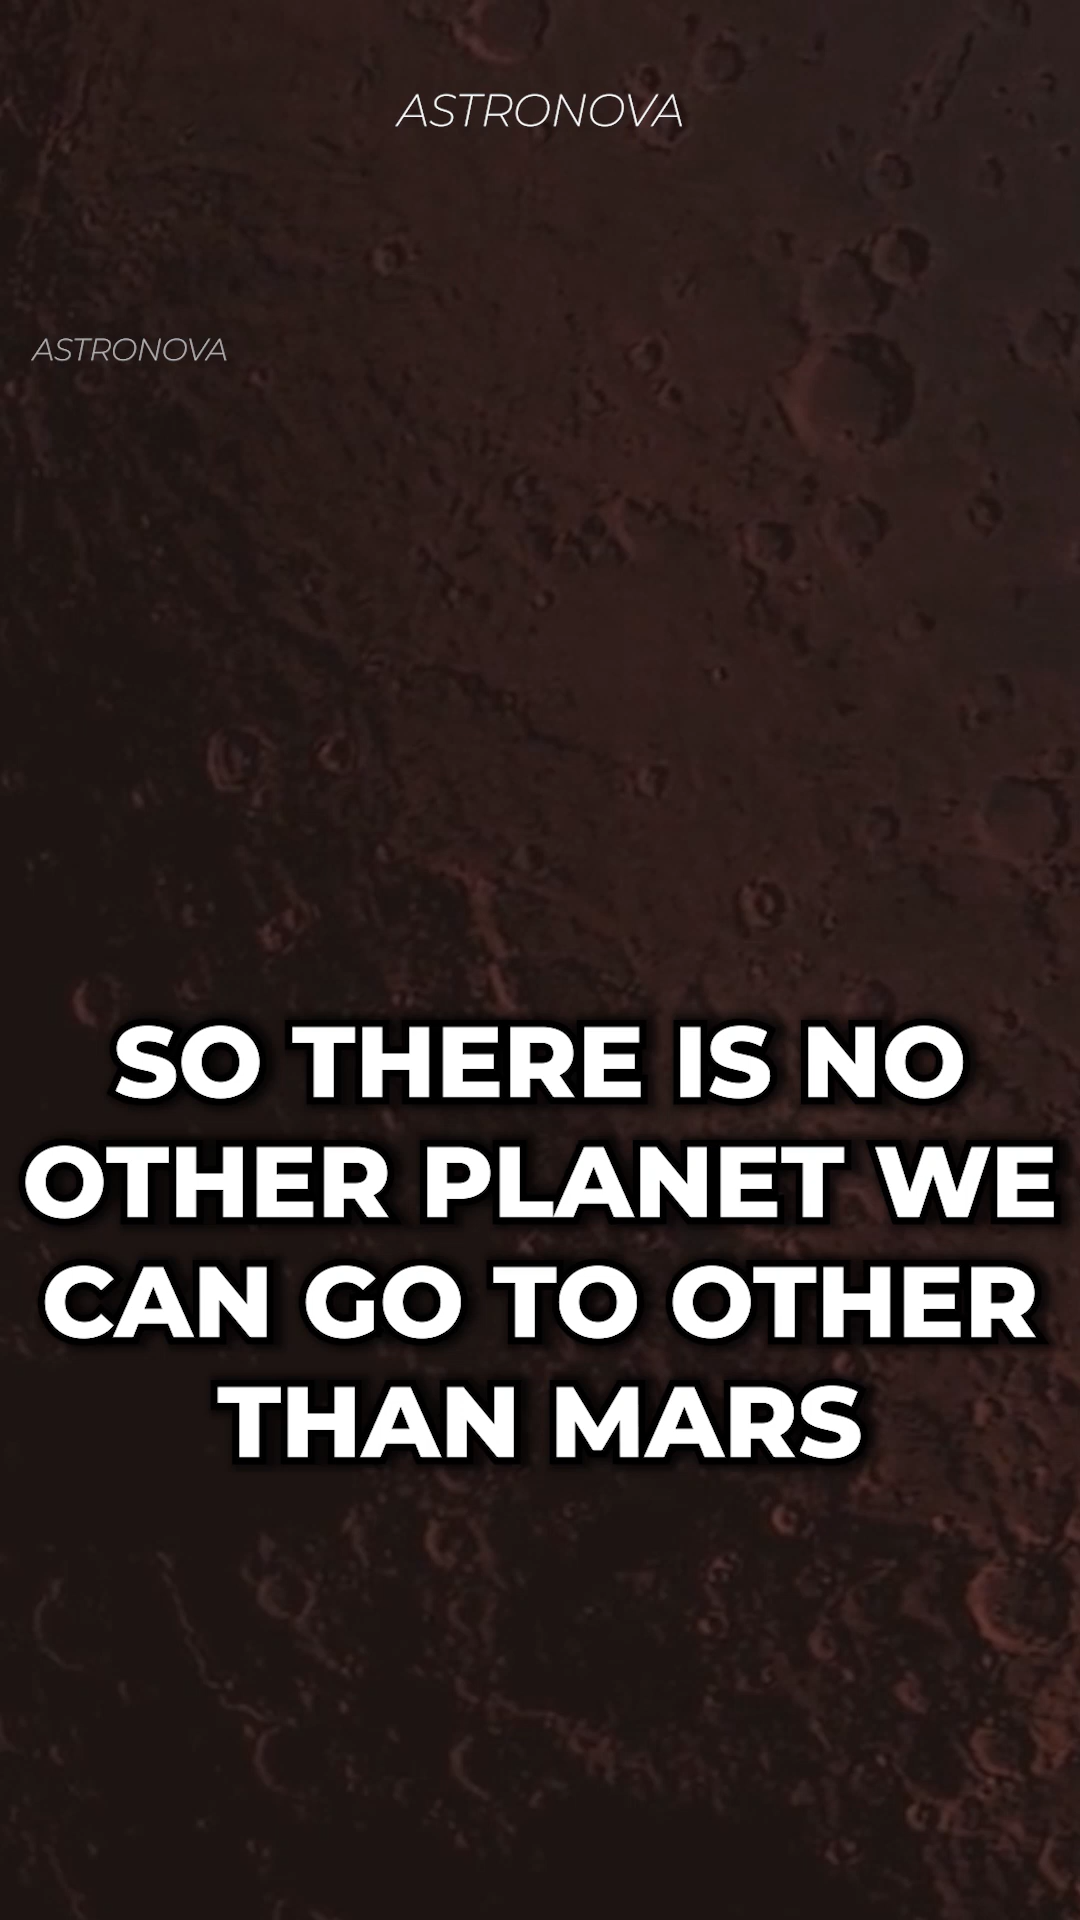 ASTRONOVA
ASTRONOVA
SO THERE IS NO
OTHER PLANET WE
CAN GO TO OTHER
THAN MARS